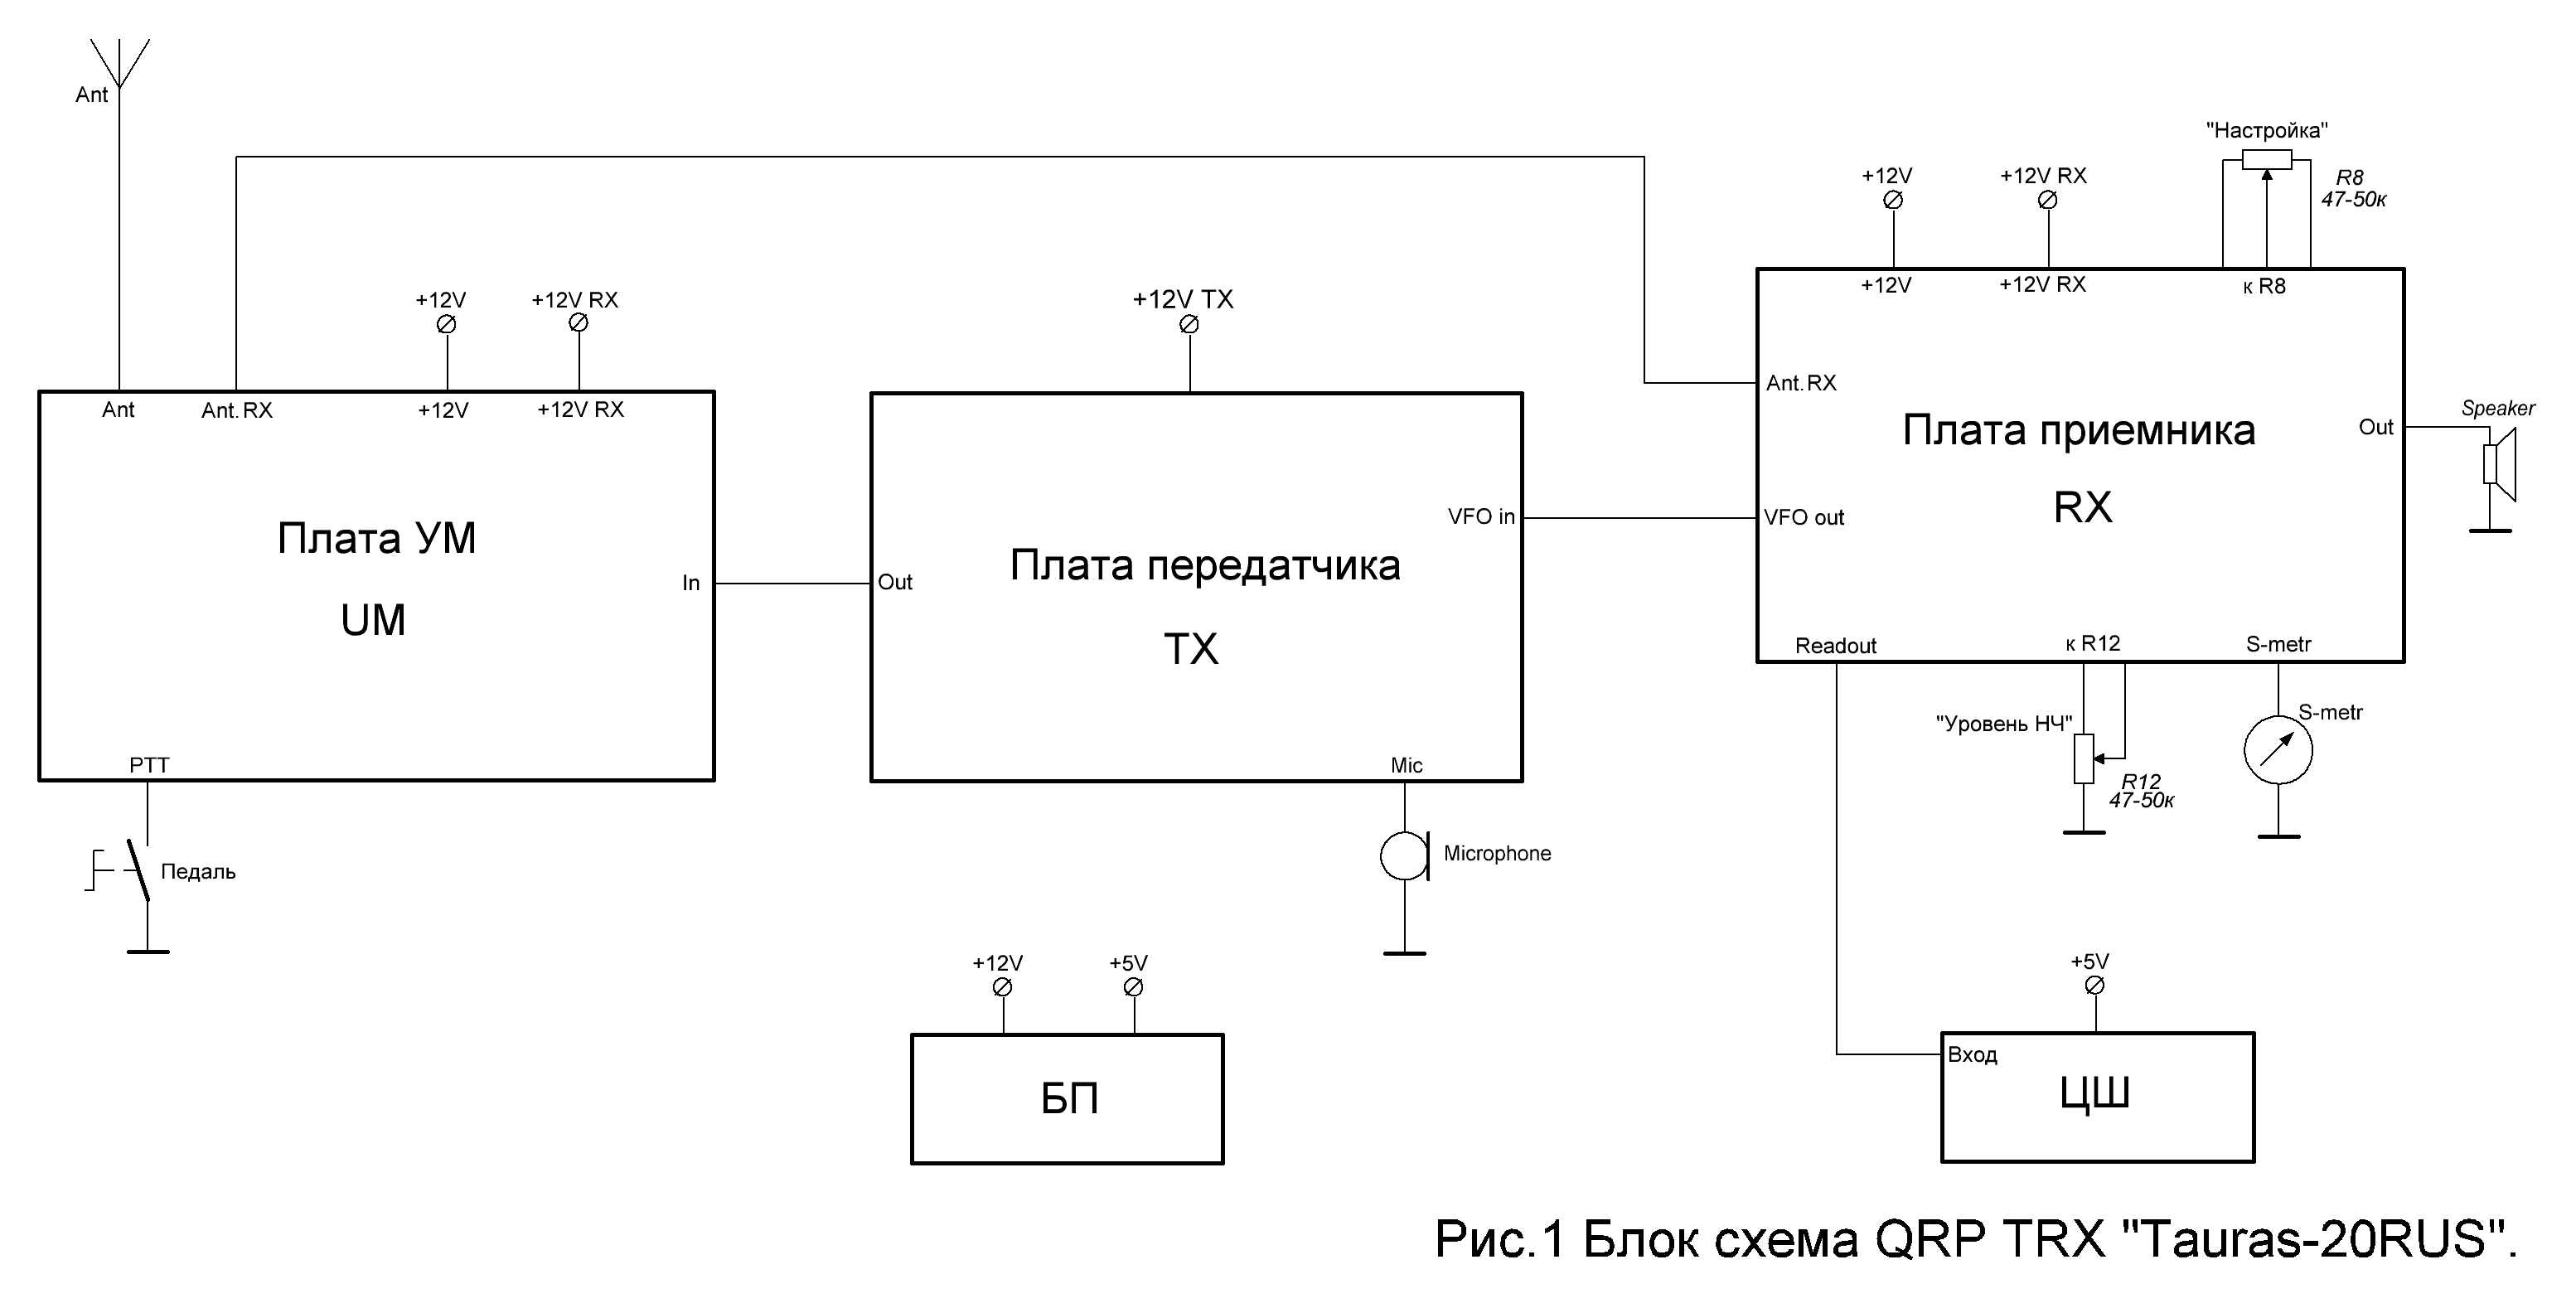 Ant
"Настройка"
R8
47-50к
+12V
+12V RX
+12V
+12V RX
к R8
+12V
+12V RX
+12V TX
Ant
Ant.RX
+12V
+12V RX
Ant.RX
Плата приемника
RX
Out
Speaker
VFO in
VFO out
Плата УМ
UM
In
Out
Плата передатчика
TX
Readout
к R12
S-metr
"Уровень НЧ"
S-metr
R12
47-50к
PTT
Mic
Педаль
Microphone
+12V
+5V
+5V
БП
Вход
ЦШ
Рис.1 Блок схема QRP TRX "Tauras-20RUS".